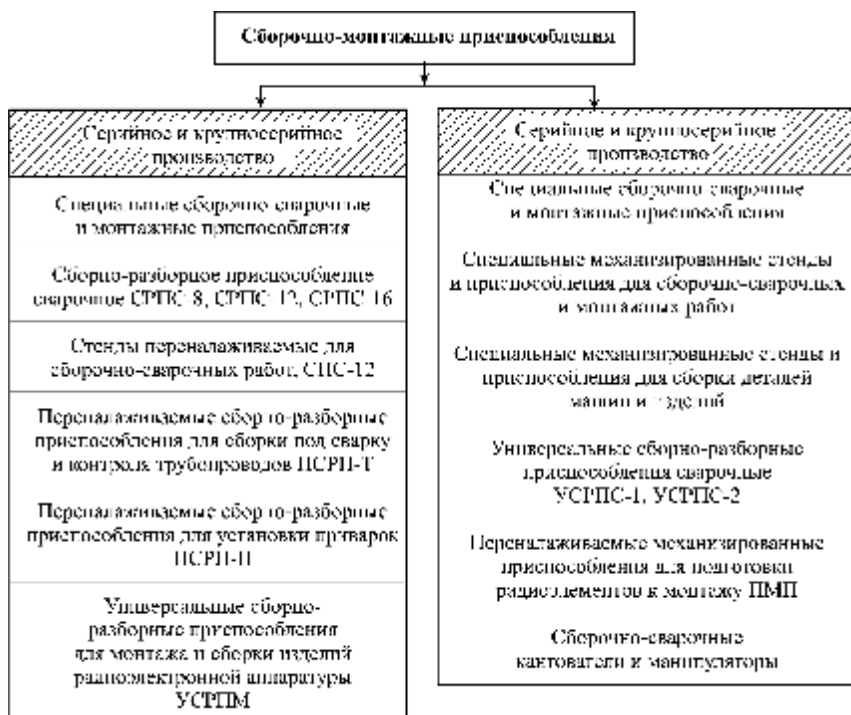 Сборочно-монтажные приспособления
Серийное и крупносерийное
производство
Специальные сборочно-сварочные
и монтажные приспособления
Сборно-разборное приспособление
сварочное СРПС-8, СРПС-12, СРПС-16
Стенды переналаживаемые для
сборочно-сварочных работ, СПС-12
Переналаживаемые сборно-разборные
приспособления для сборки под сварку
и контроля трубопроводов ПСРП-Т
Переналаживаемые сборно-разборные
приспособления для установки приварок
ПСРП-П
Универсальные сборно-
разборные приспособления
для монтажа и сборки изделий
радиоэлектронной аппаратуры
УСРПМ
Серийное и крупносерийное
производство
Специальные сборочно-сварочные
и монтажные приспособления
Специальные механизированные стенды
и приспособления для сборочно-сварочных
и монтажных работ
Специальные механизированные стенды и
приспособления для сборки деталей
машин и изделий
Универсальные сборно-разборные
приспособления сварочные
УСРПС-1, УСРПС-2
Переналаживаемые механизированные
приспособления для подготовки
радиоэлементов к монтажу ПМП
Сборочно-сварочные
кантователи и манипуляторы